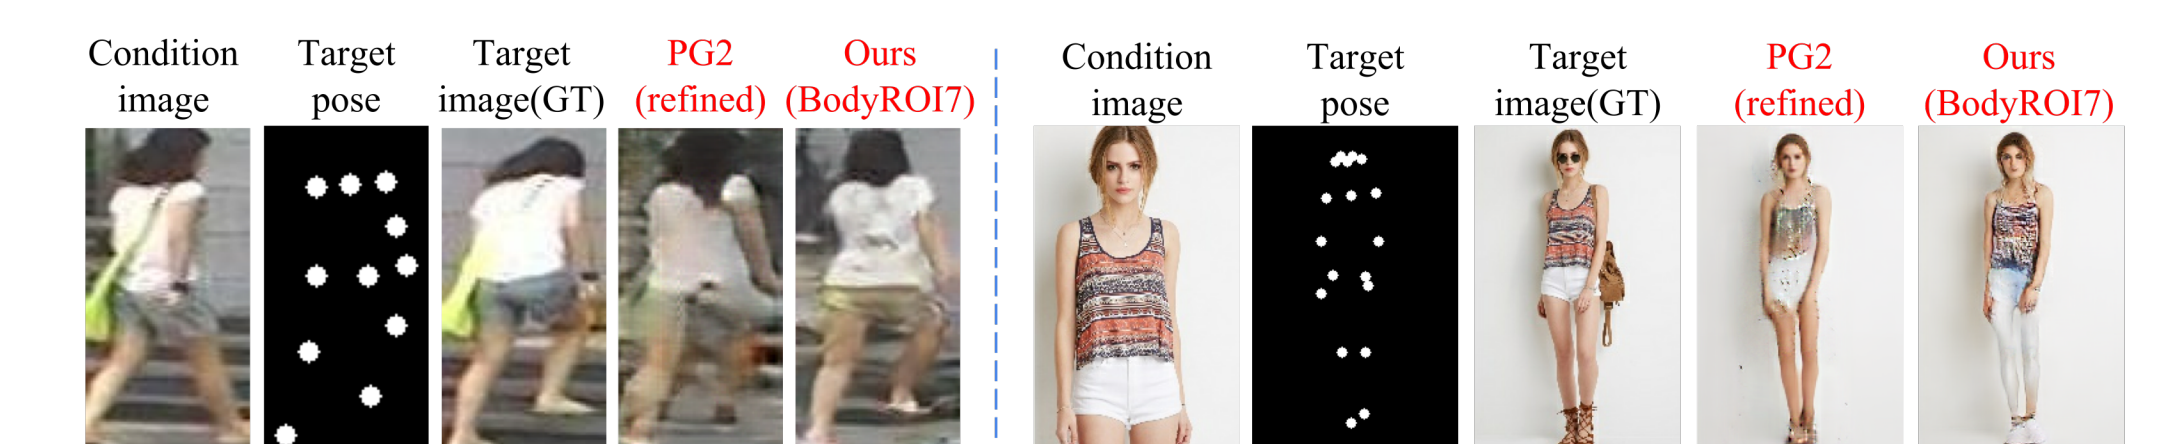 Condition image
Target pose
Target image(GT)
PG2 (refined)
Ours (BodyROI7)
Condition image
Target pose
Target image(GT)
PG2 (refined)
Ours (BodyROI7)